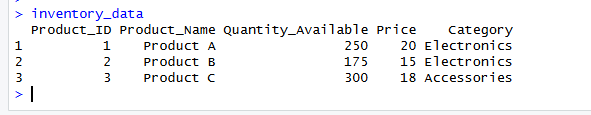 > inventory_data
  Product_ID Product_Name Quantity_Available Price    Category
1          1    Product A                250    20 Electronics
2          2    Product B                175    15 Electronics
3          3    Product C                300    18 Accessories
>